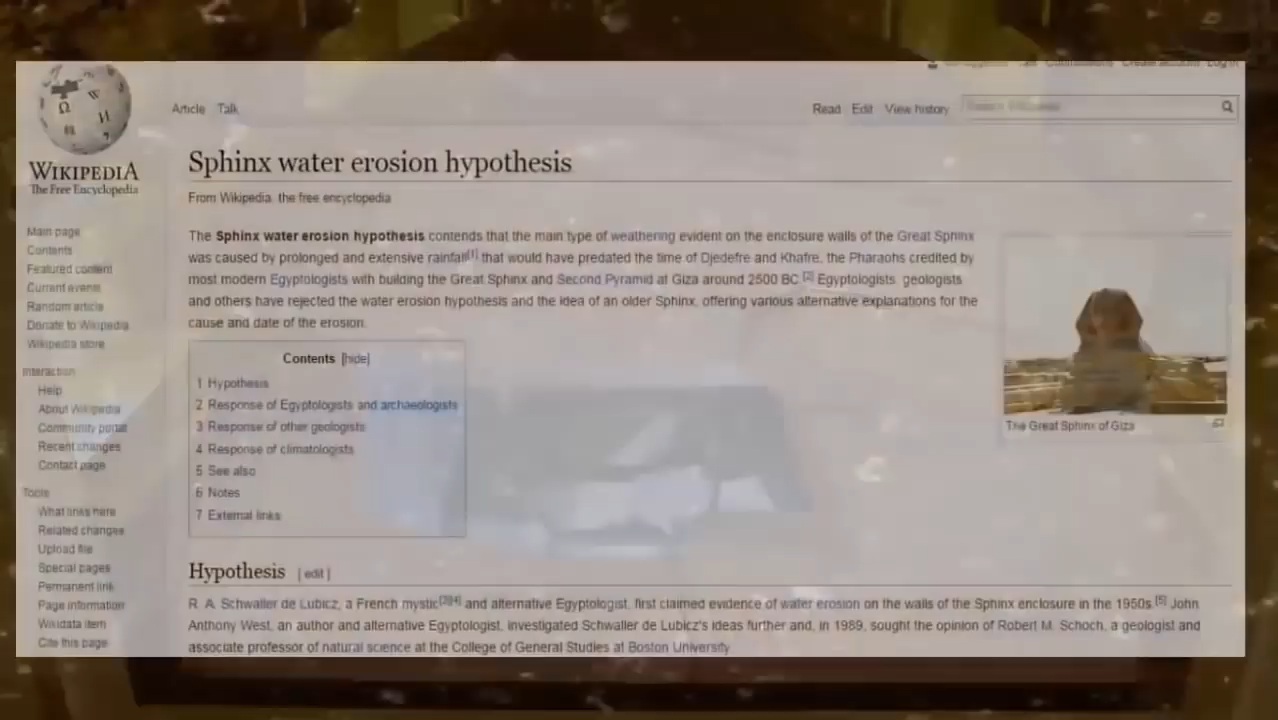 Contributions Create account Log in
Article Talk
Read Edit View history
WIKIPEDIA
The Free Encyclopedia
Sphinx water erosion hypothesis
From Wikipedia, the free encyclopedia
Main page
Contents
Featured content
Current events
Random article
Donate to Wikipedia
Wikipedia store
Interaction
Help
About Wikipedia
Community portal
Recent changes
Contact page
Tools
What links here
Related changes
Upload file
Special pages
Permanent link
Page information
Wikidata item
Cite this page
The Sphinx water erosion hypothesis contends that the main type of weathering evident on the enclosure walls of the Great Sphinx
was caused by prolonged and extensive rainfall[1] that would have predated the time of Djedefre and Khafre, the Pharaohs credited by
most modern Egyptologists with building the Great Sphinx and Second Pyramid at Giza around 2500 BC.[2] Egyptologists, geologists
and others have rejected the water erosion hypothesis and the idea of an older Sphinx, offering various alternative explanations for the
cause and date of the erosion.
The Great Sphinx of Giza
Contents [hide]
1 Hypothesis
2 Response of Egyptologists and archaeologists
3 Response of other geologists
4 Response of climatologists
5 See also
6 Notes
7 External links
Hypothesis [edit]
R. A. Schwaller de Lubicz, a French mystic and alternative Egyptologist, first claimed evidence of water erosion on the walls of the Sphinx enclosure in the 1950s.[5] John
Anthony West, an author and alternative Egyptologist, investigated Schwaller de Lubicz's ideas further and, in 1989, sought the opinion of Robert M. Schoch, a geologist and
associate professor of natural science at the College of General Studies at Boston University